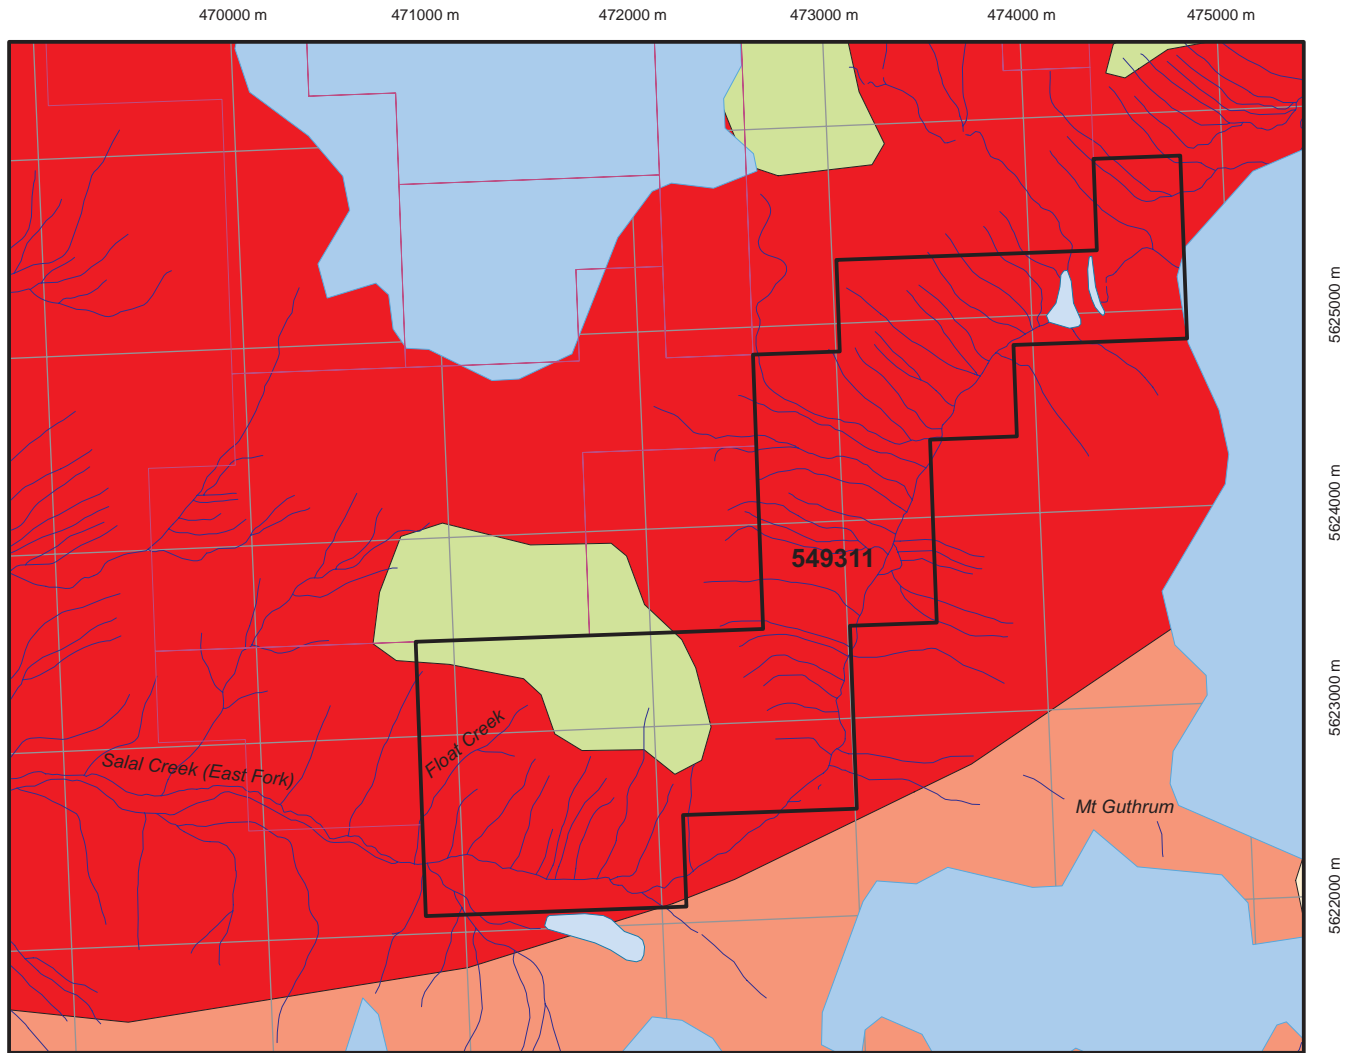 470000 m
471000 m
472000 m
473000 m
474000 m
475000 m
5625000 m
5624000 m
549311
5623000 m
Float Creek
Salal Creek (East Fork)
Mt Guthrum
5622000 m